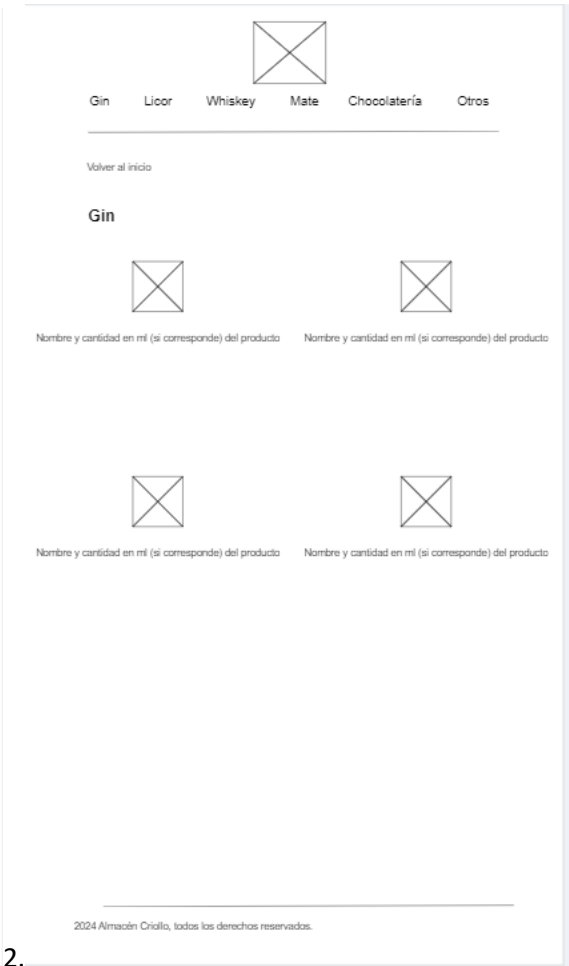 Gin Licor Whiskey Mate Chocolatería Otros
Volver al inicio
Gin
Nombre y cantidad en ml (si corresponde) del producto Nombre y cantidad en ml (si corresponde) del producto
Nombre y cantidad en ml (si corresponde) del producto Nombre y cantidad en ml (si corresponde) del producto
2024 Almacén Criollo, todos los derechos reservados.
2.